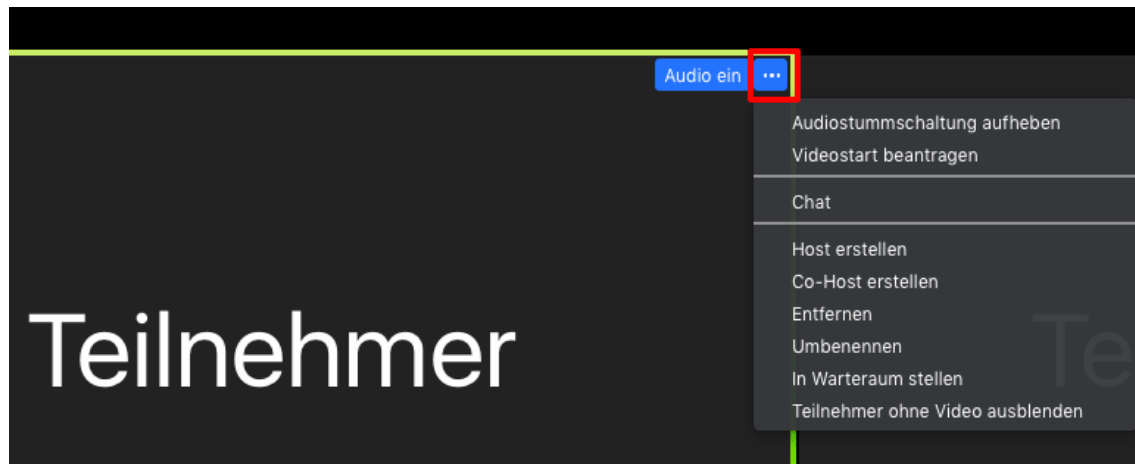 Audio ein ...
Audiostummschaltung aufheben
Videostart beantragen
Chat
Host erstellen
Co-Host erstellen
Entfernen
Umbenennen
In Warteraum stellen
Teilnehmer ohne Video ausblenden
Teilnehmer
Te